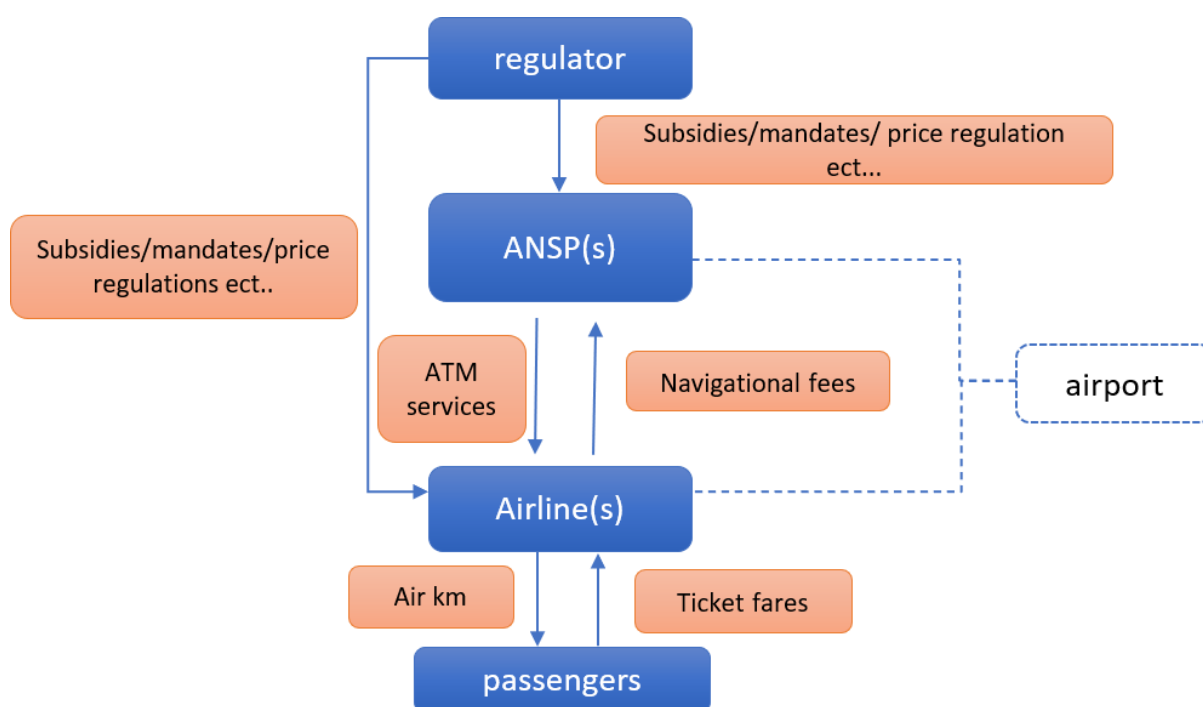 regulator
Subsidies/mandates/ price regulation
ect...
ANSP(s)
Subsidies/mandates/price
regulations ect..
ATM
services
Navigational fees
airport
Airline(s)
Air km
Ticket fares
passengers